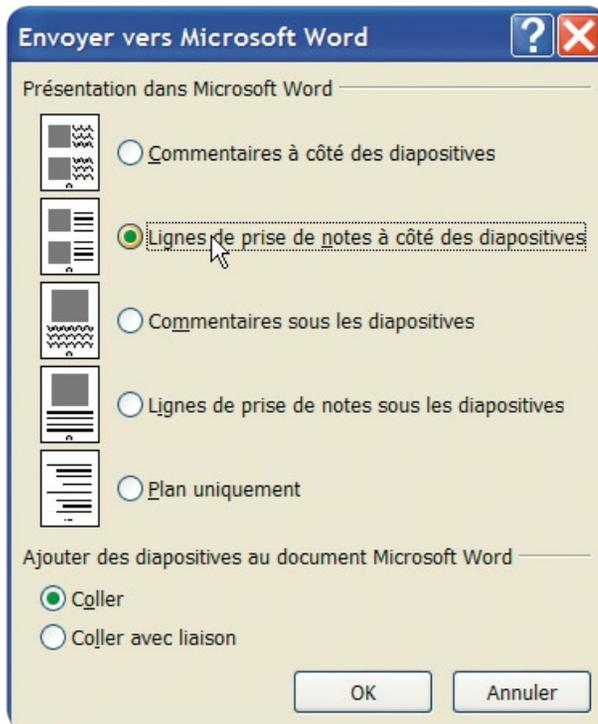 Envoyer vers Microsoft Word
Présentation dans Microsoft Word
Commentaires à côté des diapositives
Lignes de prise de notes à côté des diapositives
Commentaires sous les diapositives
Lignes de prise de notes sous les diapositives
Plan uniquement
Ajouter des diapositives au document Microsoft Word
Coller
Coller avec liaison
OK
Annuler